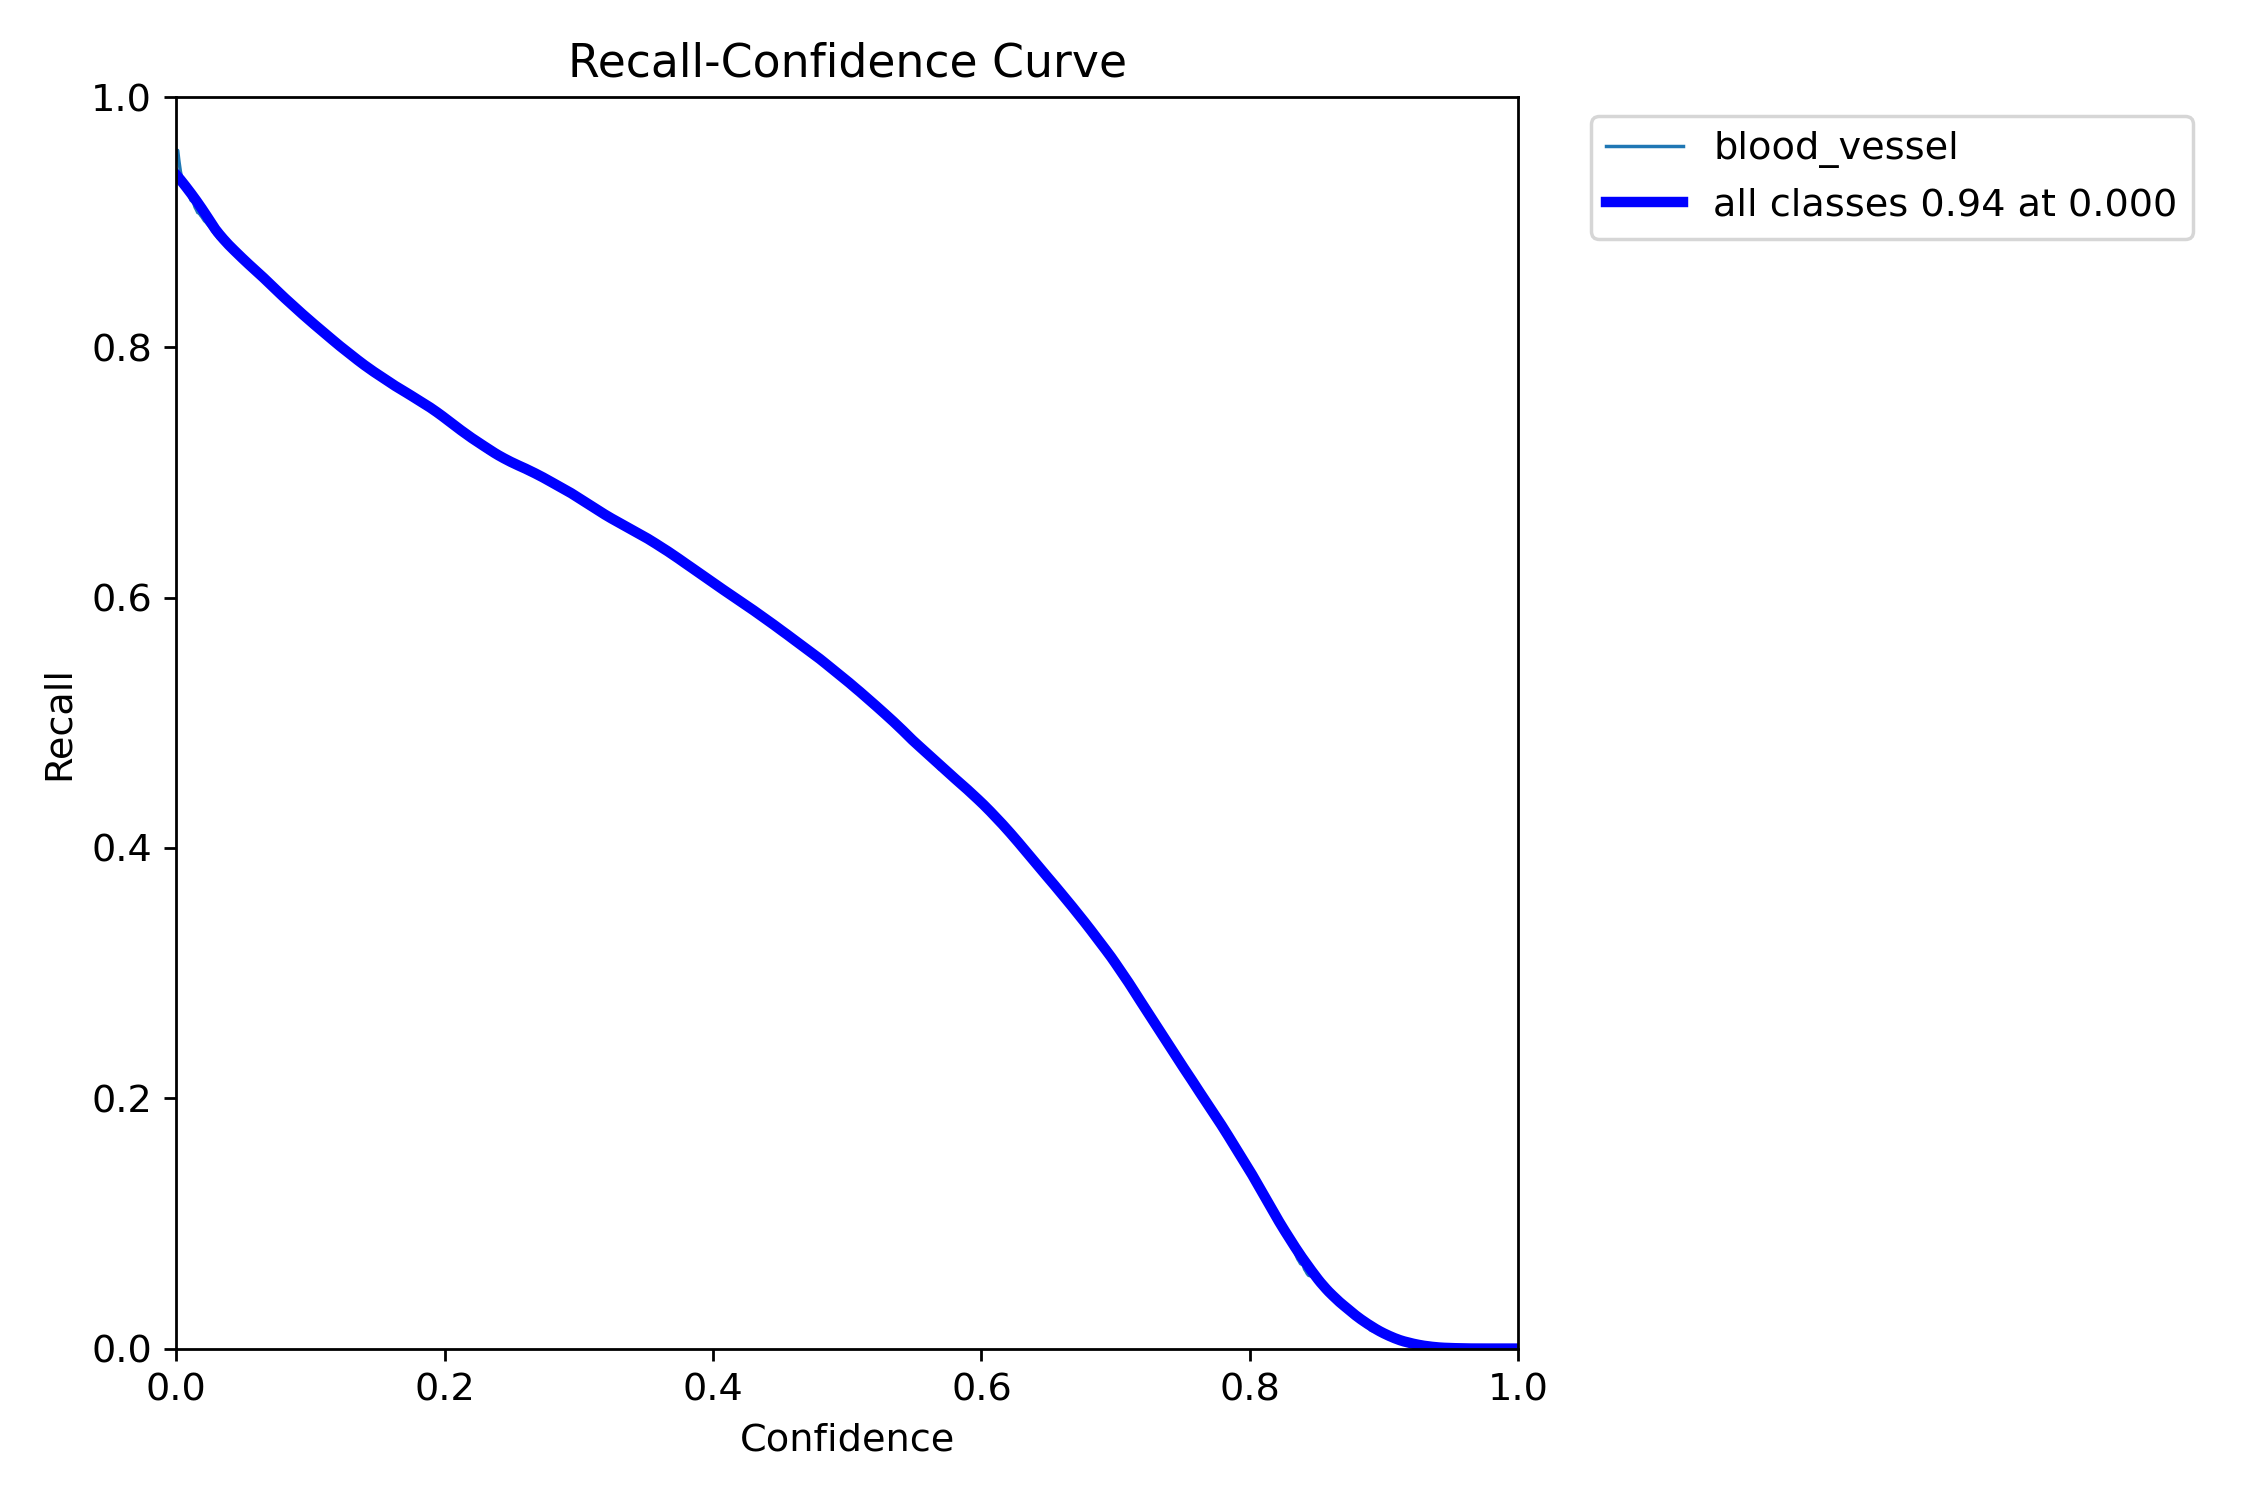 Recall-Confidence Curve
1.0
0.8
0.6
0.4
0.2
0.0
Recall
0.0 0.2 0.4 0.6 0.8 1.0
Confidence
blood_vessel
all classes 0.94 at 0.000